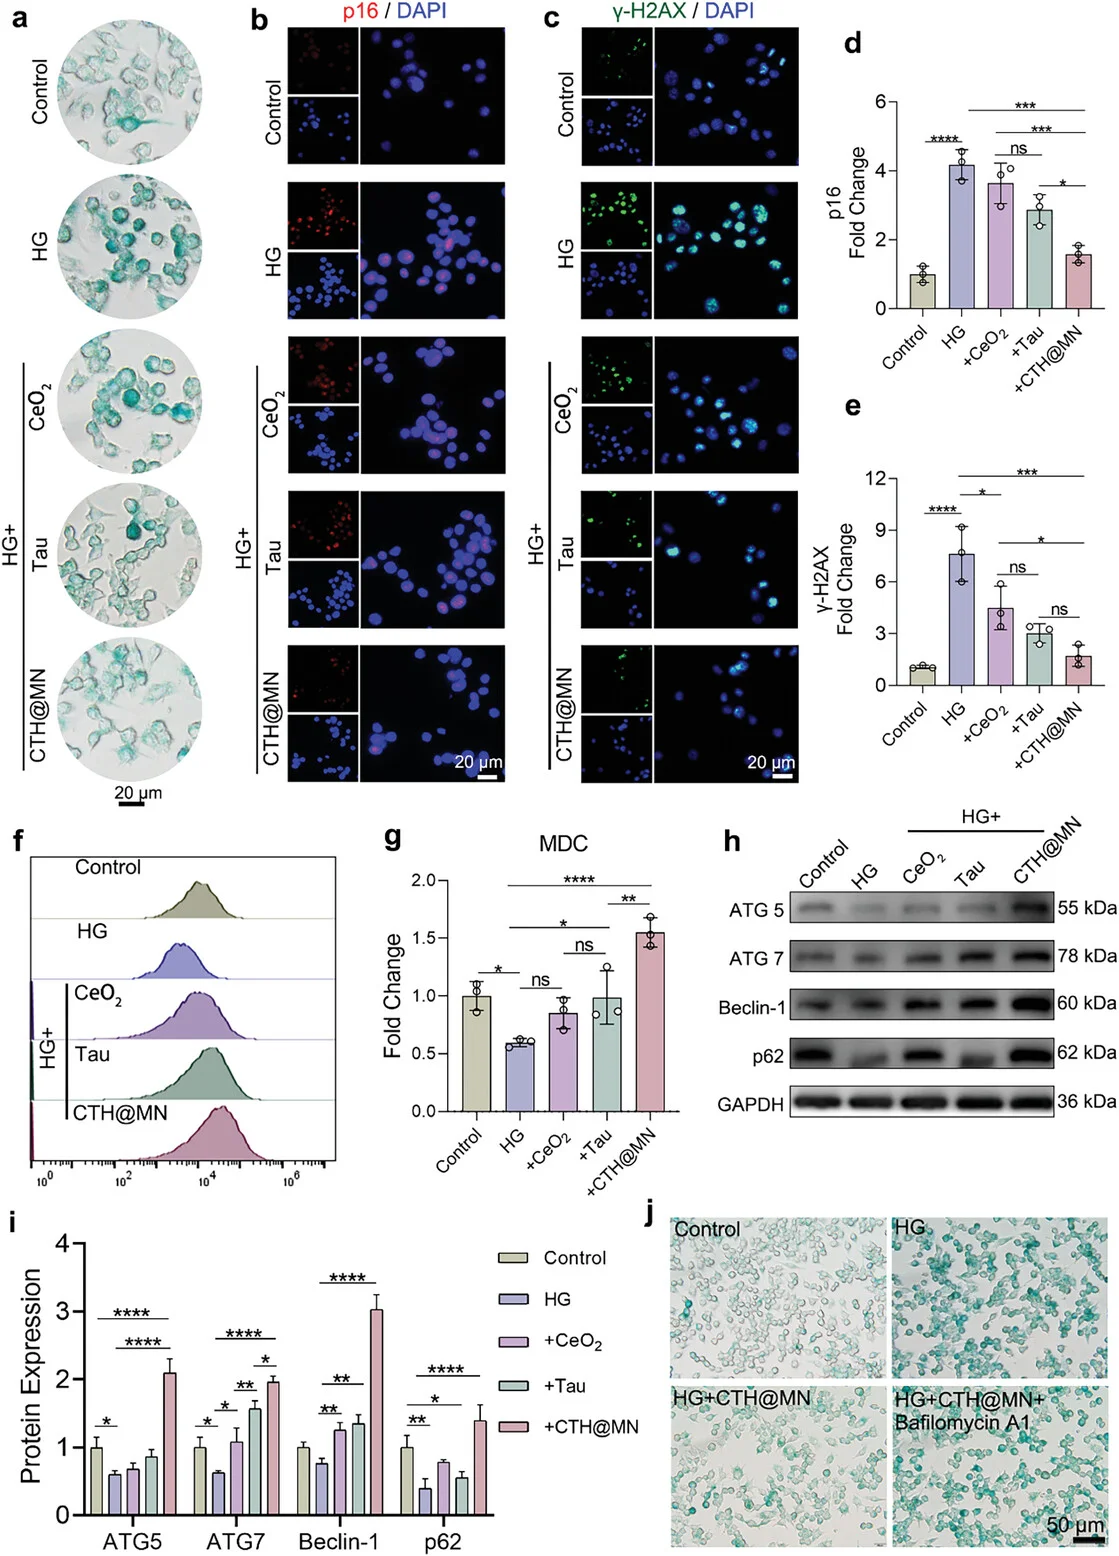 a
Control
HG
HG+
CeO2
Tau
CTH@MN
20 µm
b
p16 / DAPI
Control
HG
HG+
CeO2
Tau
CTH@MN
20 µm
c
γ-H2AX / DAPI
Control
HG
HG+
CeO2
Tau
CTH@MN
20 µm
d
p16
Fold Change
6
4
2
0
***
***
**** ns
*
Control
HG
+CeO2
+Tau
+CTH@MN
e
γ-H2AX
Fold Change
12
9
6
3
0
***
*
****
*
ns
ns
Control
HG
+CeO2
+Tau
+CTH@MN
f
Control
HG
HG+
CeO2
Tau
CTH@MN
10^0 10^2 10^4 10^6
g
MDC
Fold Change
2.0
1.5
1.0
0.5
0.0
****
**
*
ns
* ns
Control
HG
+CeO2
+Tau
+CTH@MN
h
HG+
Control HG CeO2 Tau CTH@MN
ATG 5 55 kDa
ATG 7 78 kDa
Beclin-1 60 kDa
p62 62 kDa
GAPDH 36 kDa
i
Protein Expression
4
3
2
1
0
****
****
*
****
*
**
*
*
****
**
**
****
*
**
ATG5 ATG7 Beclin-1 p62
Control
HG
+CeO2
+Tau
+CTH@MN
j
Control
HG
HG+CTH@MN
HG+CTH@MN+
Bafilomycin A1
50 µm